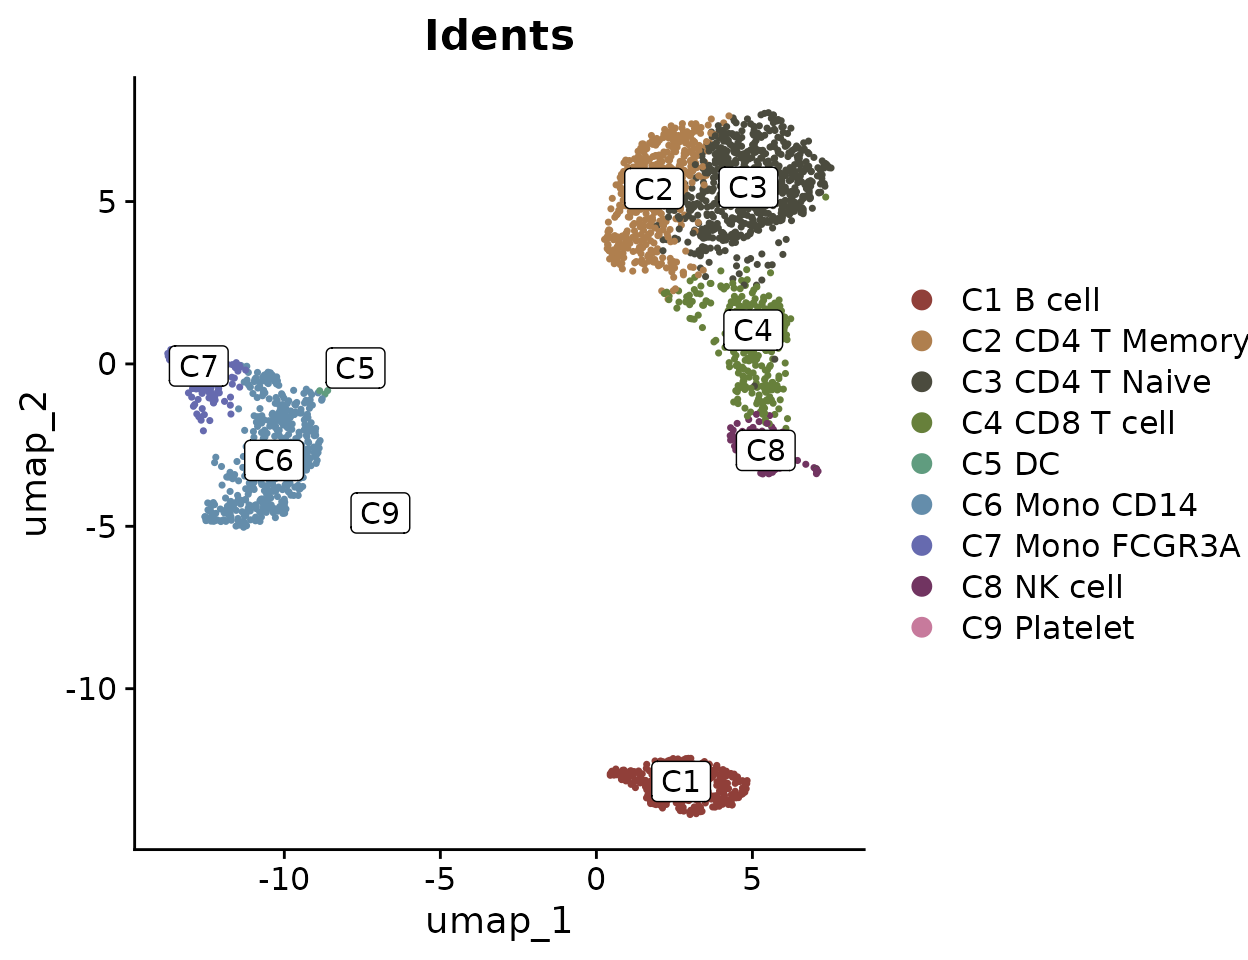 Idents
umap_2
5
0
-5
-10
C2
C3
C4
C7
C5
C8
C6
C9
C1
-10
-5
0
5
umap_1
C1 B cell
C2 CD4 T Memory
C3 CD4 T Naive
C4 CD8 T cell
C5 DC
C6 Mono CD14
C7 Mono FCGR3A
C8 NK cell
C9 Platelet